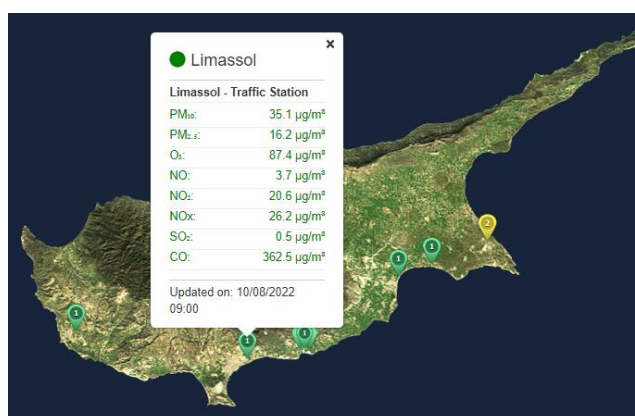 ×
Limassol
Limassol - Traffic Station
PM₁₀: 35.1 µg/m³
PM₂.₅: 16.2 µg/m³
O₃: 87.4 µg/m³
NO: 3.7 µg/m³
NO₂: 20.6 µg/m³
NOx: 26.2 µg/m³
SO₂: 0.5 µg/m³
CO: 362.5 µg/m³
Updated on: 10/08/2022
09:00
2
1
1
1
1
1